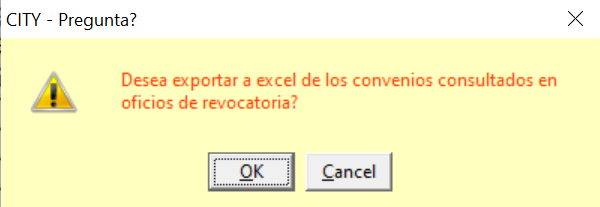 CITY - Pregunta?
Desea exportar a excel de los convenios consultados en
oficios de revocatoria?
OK
Cancel